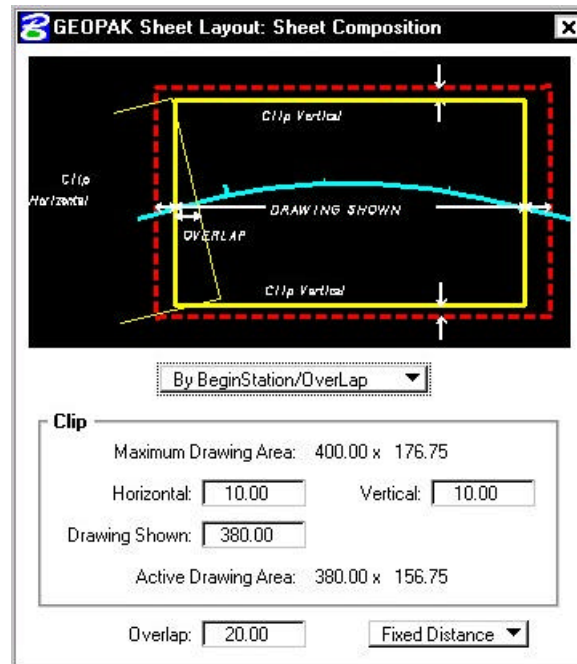 GEOPAK Sheet Layout: Sheet Composition
Clip Vertical
Clip
Horizontal
DRAWING SHOWN
OVERLAP
Clip Vertical
By BeginStation/OverLap
Clip
Maximum Drawing Area: 400.00 x 176.75
Horizontal: 10.00 Vertical: 10.00
Drawing Shown: 380.00
Active Drawing Area: 380.00 x 156.75
Overlap: 20.00 Fixed Distance